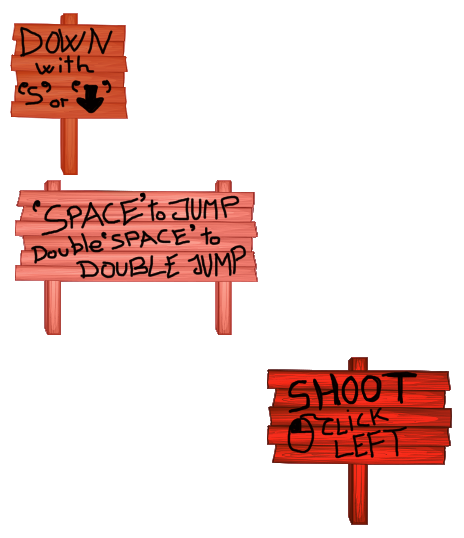 DOWN
with
"S" or "⬇"
'SPACE' to JUMP
Double 'SPACE' to
DOUBLE JUMP
SHOOT
CLICK
LEFT